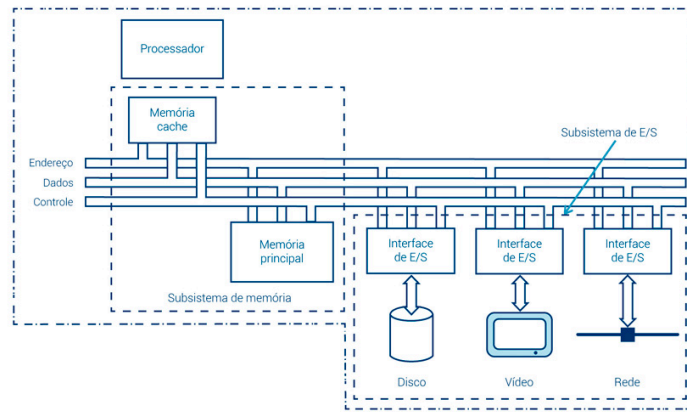 Processador
Memória
cache
Subsistema de E/S
Endereço
Dados
Controle
Memória
principal
Interface
de E/S
Interface
de E/S
Interface
de E/S
Subsistema de memória
Disco
Vídeo
Rede